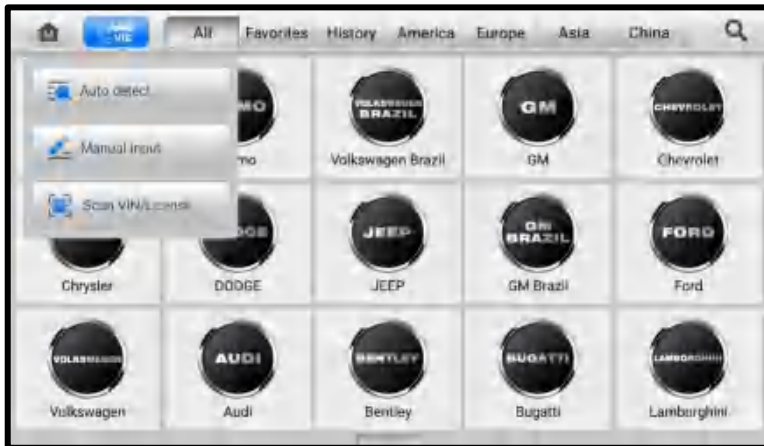 VID
All Favorites History America Europe Asia China
Auto detect
Manual input
Scan VIN/License
MO
mo
VOLKSWAGEN
BRAZIL
Volkswagen Brazil
GM
GM
CHEVROLET
Chevrolet
Chrysler
DGE
DODGE
JEEP
JEEP
GM
BRAZIL
GM Brazil
FORD
Ford
VOLKSWAGEN
Volkswagen
AUDI
Audi
BENTLEY
Bentley
BUGATTI
Bugatti
LAMBORGHINI
Lamborghini